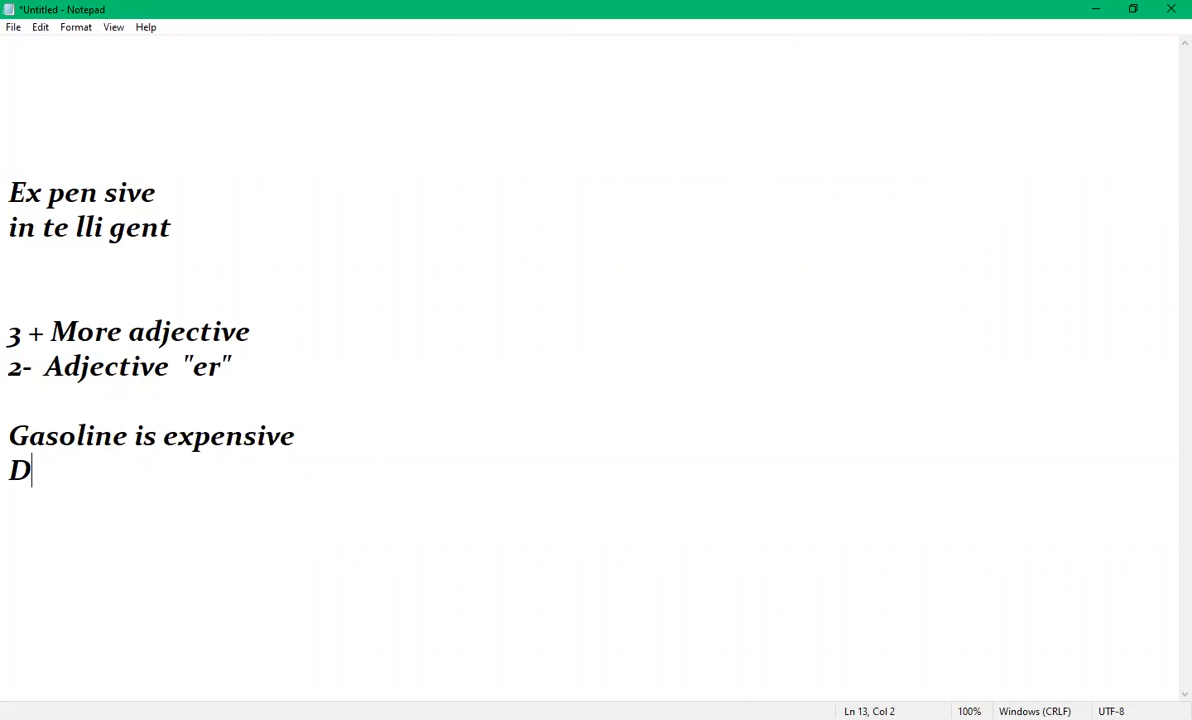 *Untitled - Notepad
File Edit Format View Help
Ex pen sive
in te lli gent
3 + More adjective
2- Adjective "er"
Gasoline is expensive
D
Ln 13, Col 2 100% Windows (CRLF) UTF-8